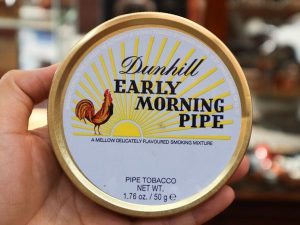 Dunhill
EARLY
MORNING
PIPE
A MELLOW DELICATELY FLAVOURED SMOKING MIXTURE
PIPE TOBACCO
NET WT.
1.76 oz. / 50 g e